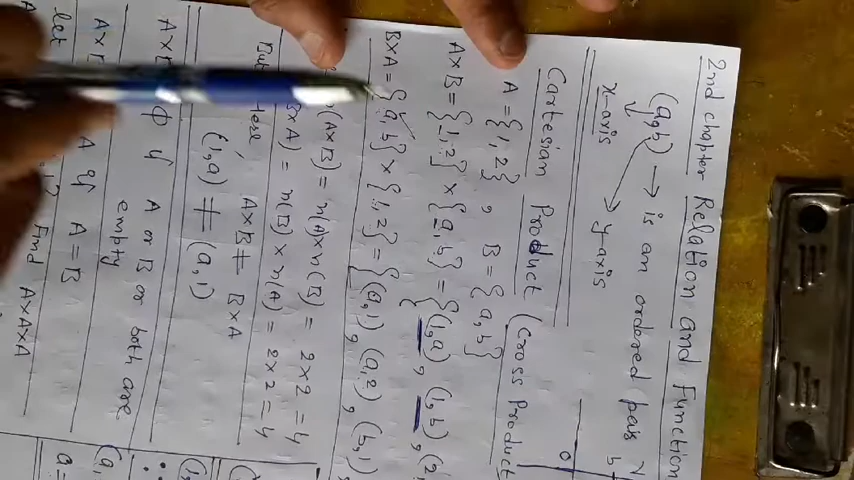 2nd chapter Relation and Function
(a,b) → is an ordered pair
x-axis y-axis
Cartesian Product (Cross Product
A = {1,2}, B = {a,b}
A×B = {1,2} × {a,b} = {(1,a), (1,b), (2,
B×A = {a,b} × {1,2} = {(a,1), (a,2), (b,1),
n(A×B) = n(A)×n(B) = 2×2 = 4
B×A) = n(B) × n(A) = 2×2 = 4
But here, A×B ≠ B×A
(1,a) ≠ (a,1)
ϕ if A or B or both are
empty
A if A = B
let
Find A×A×A
0
b